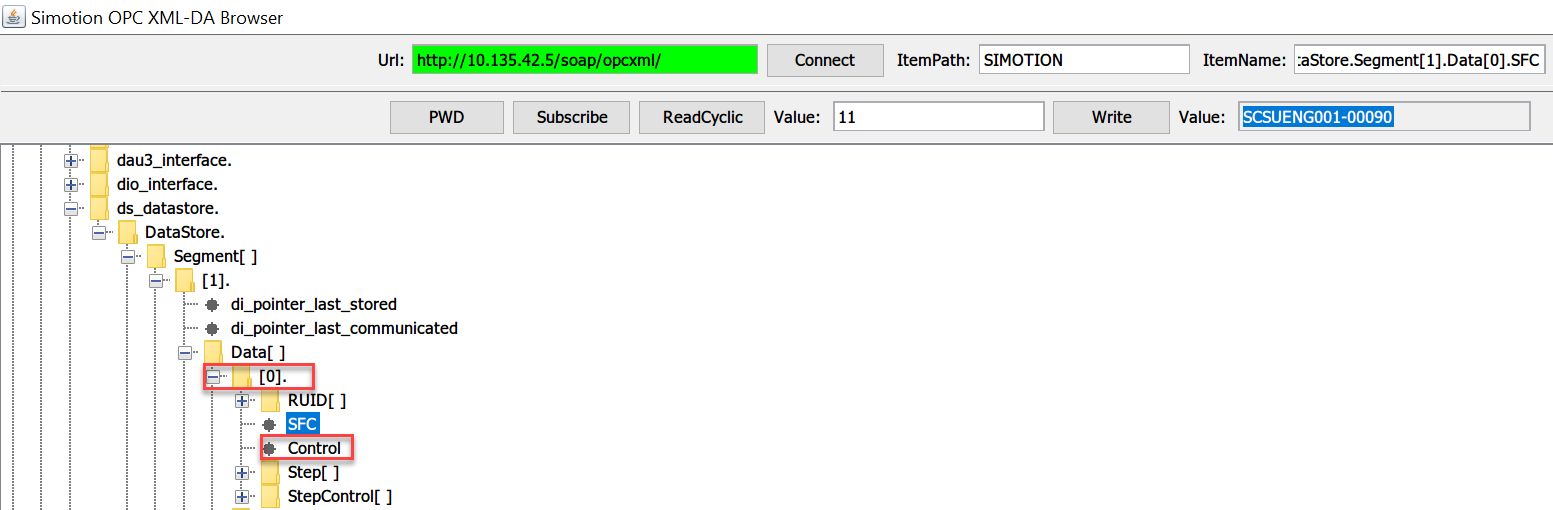 Simotion OPC XML-DA Browser
Url: http://10.135.42.5/soap/opcxml/ Connect ItemPath: SIMOTION ItemName: taStore.Segment[1].Data[0].SFC
PWD Subscribe ReadCyclic Value: 11 Write Value: SCSUENG001-00090
dau3_interface.
dio_interface.
ds_datastore.
DataStore.
Segment[ ]
[1].
di_pointer_last_stored
di_pointer_last_communicated
Data[ ]
[0].
RUID[ ]
SFC
Control
Step[ ]
StepControl[ ]